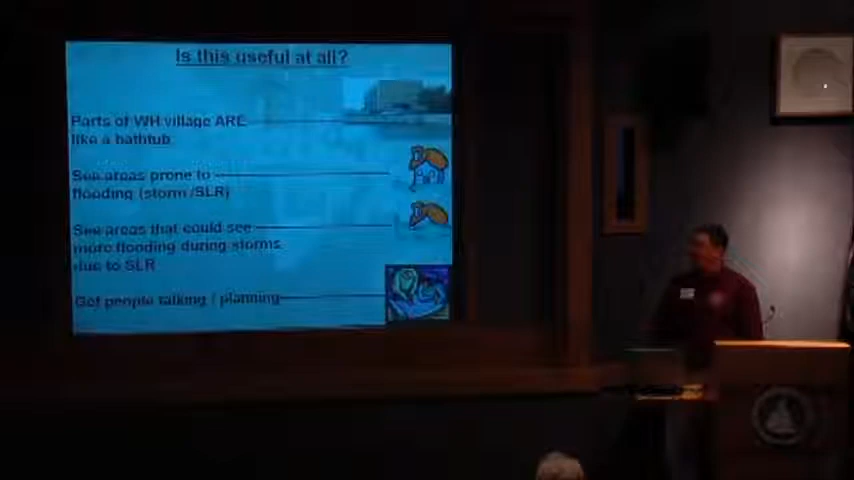 Is this useful at all?
Parts of WH village ARE
like a bathtub
See areas prone to
flooding (storm /SLR)
See areas that could see
more flooding during storms
due to SLR
Get people talking / planning